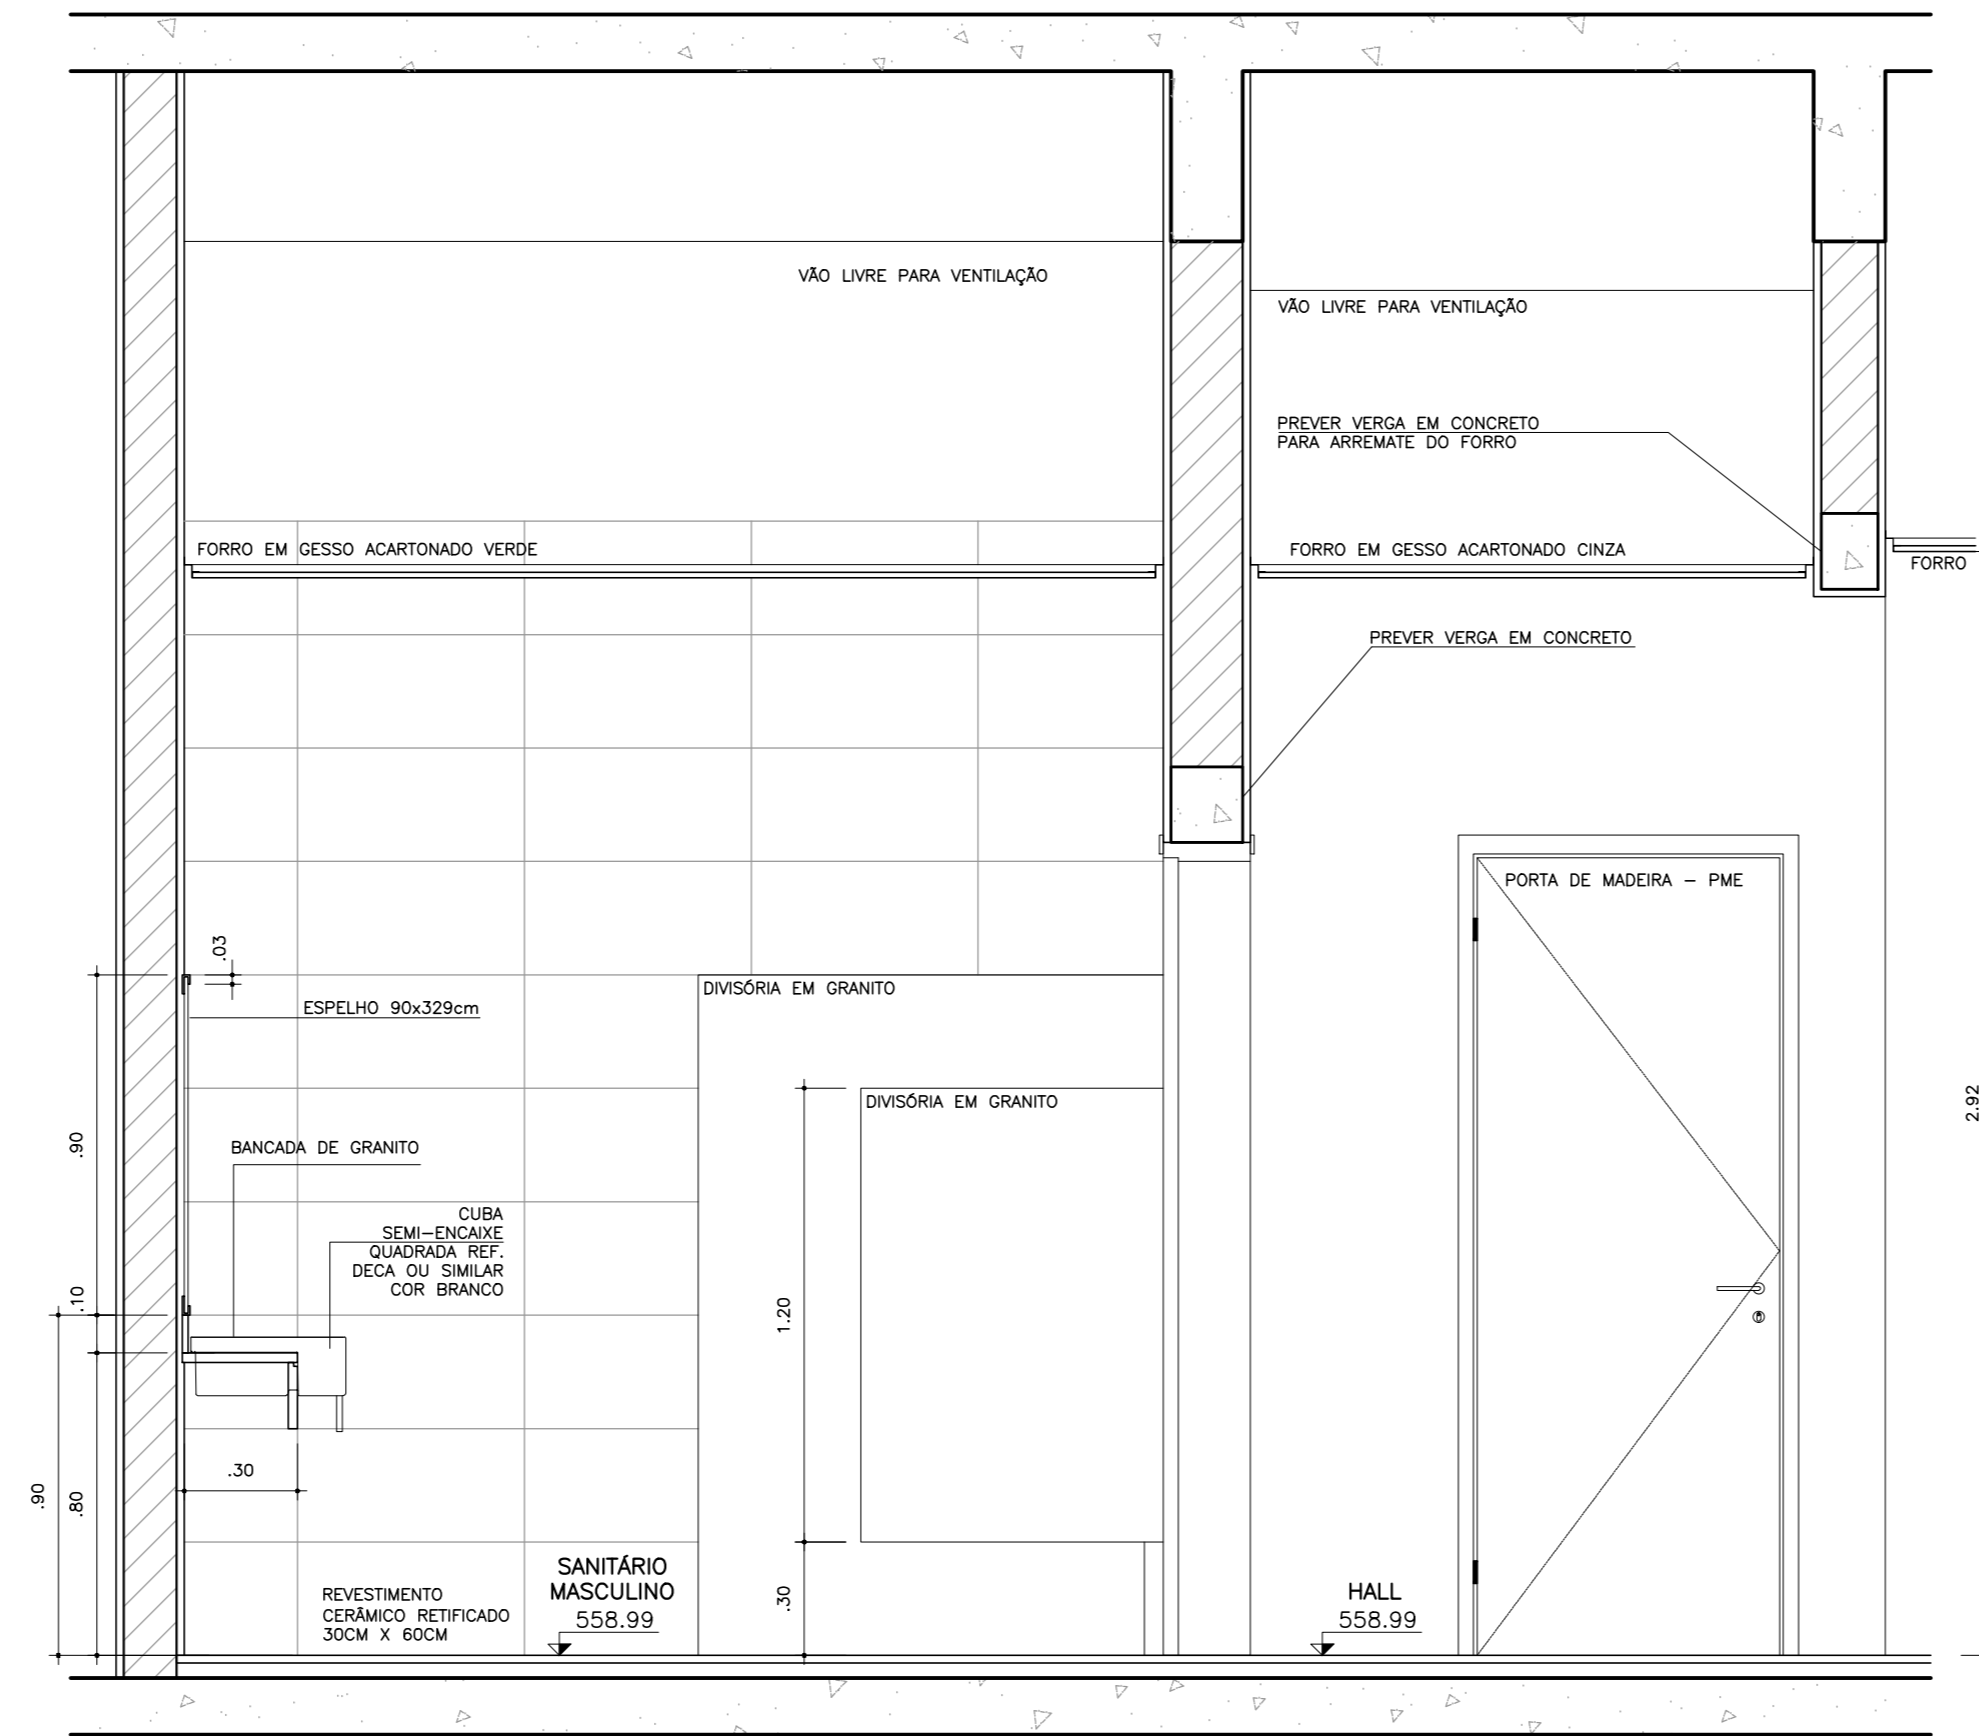 VÃO LIVRE PARA VENTILAÇÃO
VÃO LIVRE PARA VENTILAÇÃO
PREVER VERGA EM CONCRETO
PARA ARREMATE DO FORRO
FORRO EM GESSO ACARTONADO VERDE
FORRO EM GESSO ACARTONADO CINZA
FORRO
PREVER VERGA EM CONCRETO
PORTA DE MADEIRA – PME
.03
DIVISÓRIA EM GRANITO
ESPELHO 90x329cm
DIVISÓRIA EM GRANITO
2.92
.90
BANCADA DE GRANITO
CUBA
SEMI-ENCAIXE
QUADRADA REF.
DECA OU SIMILAR
COR BRANCO
.10
1.20
.30
.90
.80
SANITÁRIO
MASCULINO
558.99
REVESTIMENTO
CERÂMICO RETIFICADO
30CM X 60CM
.30
HALL
558.99